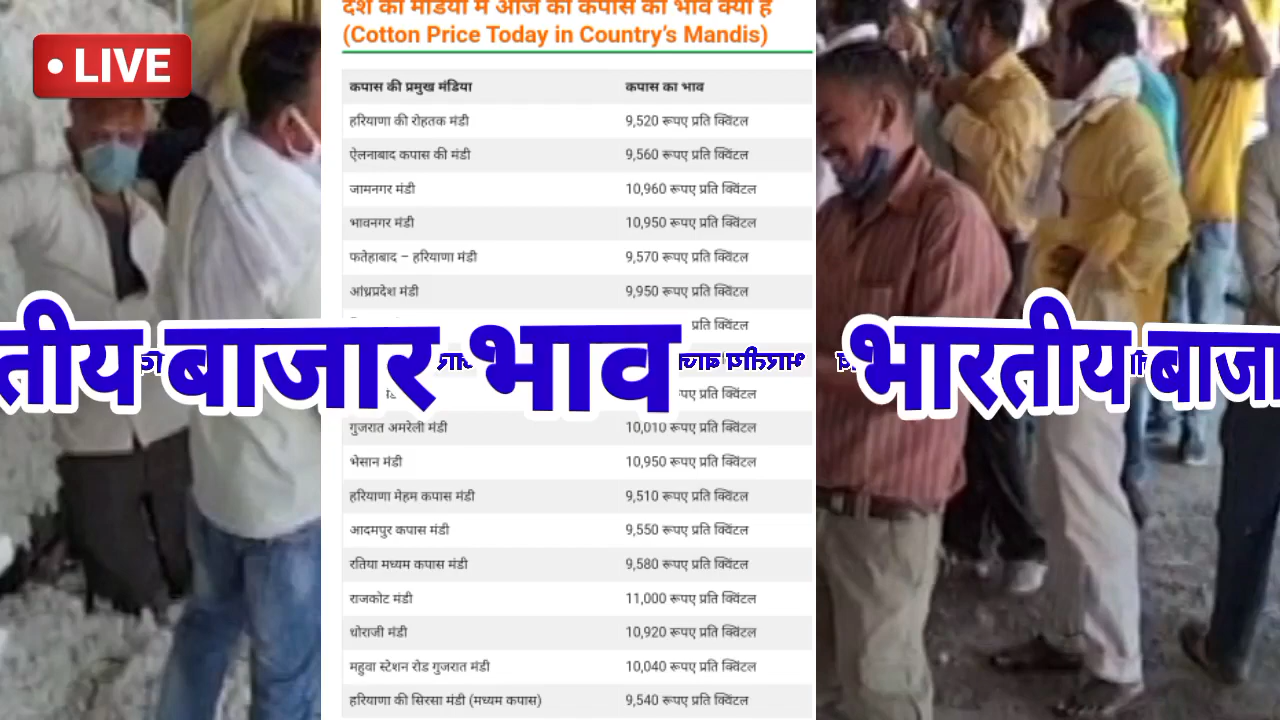 LIVE
देश की मंडियों में आज का कपास का भाव क्या है
(Cotton Price Today in Country’s Mandis)
कपास की प्रमुख मंडिया कपास का भाव
हरियाणा की रोहतक मंडी 9,520 रूपए प्रति क्विंटल
ऐलनाबाद कपास की मंडी 9,560 रूपए प्रति क्विंटल
जामनगर मंडी 10,960 रूपए प्रति क्विंटल
भावनगर मंडी 10,950 रूपए प्रति क्विंटल
फतेहाबाद – हरियाणा मंडी 9,570 रूपए प्रति क्विंटल
आंध्रप्रदेश मंडी 9,950 रूपए प्रति क्विंटल
प्रति क्विंटल
तीय बाजार भाव भारतीय बाजा
रूपए प्रति क्विंटल
गुजरात अमरेली मंडी 10,010 रूपए प्रति क्विंटल
भेसान मंडी 10,950 रूपए प्रति क्विंटल
हरियाणा मेहम कपास मंडी 9,510 रूपए प्रति क्विंटल
आदमपुर कपास मंडी 9,550 रूपए प्रति क्विंटल
रतिया मध्यम कपास मंडी 9,580 रूपए प्रति क्विंटल
राजकोट मंडी 11,000 रूपए प्रति क्विंटल
धोराजी मंडी 10,920 रूपए प्रति क्विंटल
महुवा स्टेशन रोड गुजरात मंडी 10,040 रूपए प्रति क्विंटल
हरियाणा की सिरसा मंडी (मध्यम कपास) 9,540 रूपए प्रति क्विंटल